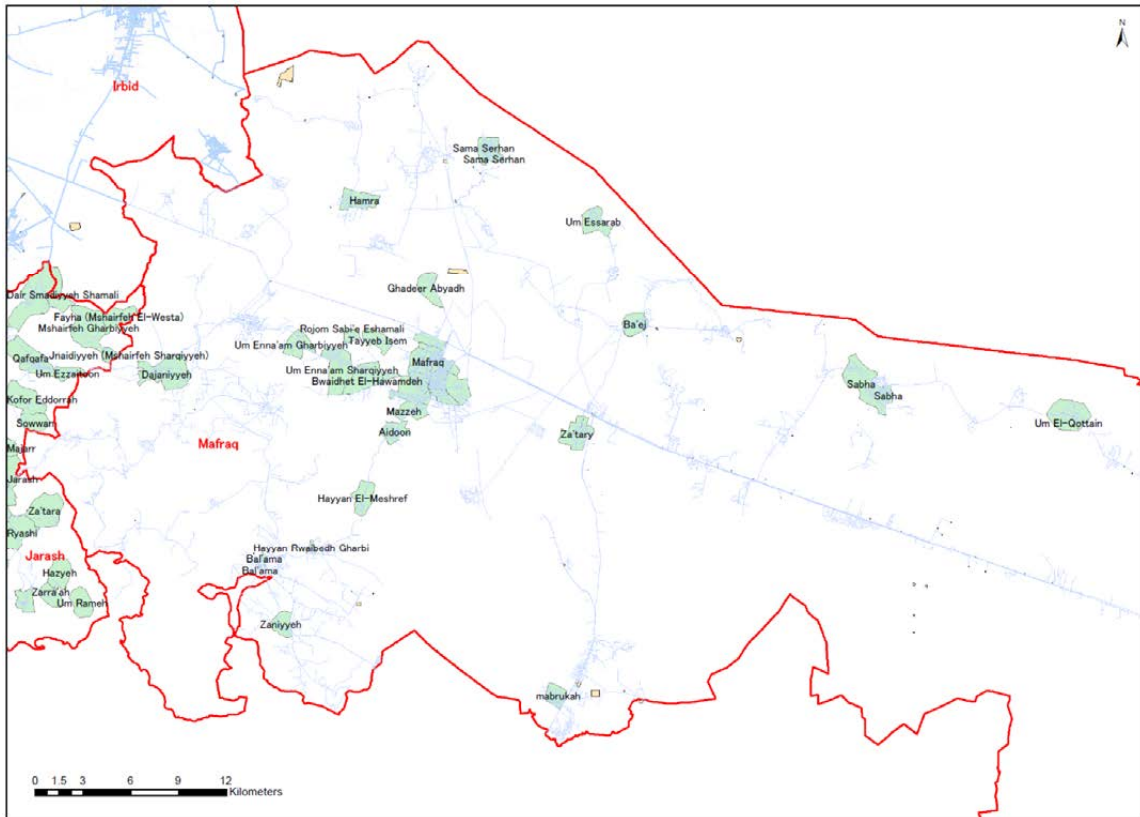 N
Irbid
Sama Serhan
Sama Serhan
Hamra
Um Essarab
Ghadeer Abyadh
Dair Smadiyyeh Shamali
Fayha (Mshairfeh El-Westa)
Mshairfeh Gharbiyyeh
Ba'ej
Rojom Sabi'e Eshamali
Tayyeb Isem
Um Enna'am Gharbiyyeh
Qafqafa
Jnaidiyyeh (Mshairfeh Sharqiyyeh)
Um Ezzaitoon
Dajaniyyeh
Um Enna'am Sharqiyyeh
Bwaidhet El-Hawamdeh
Mafraq
Sabha
Sabha
Kofor Eddorrah
Sowwan
Mazzeh
Aidoon
Za'tary
Um El-Qottain
Mafraq
Majarr
Jarash
Hayyan El-Meshref
Za'tara
Ryashi
Jarash
Hayyan Rwaibedh Gharbi
Bal'ama
Bal'ama
Hazyeh
Zarra'ah
Um Rameh
Zaniyyeh
mabrukah
0 1.5 3 6 9 12
Kilometers